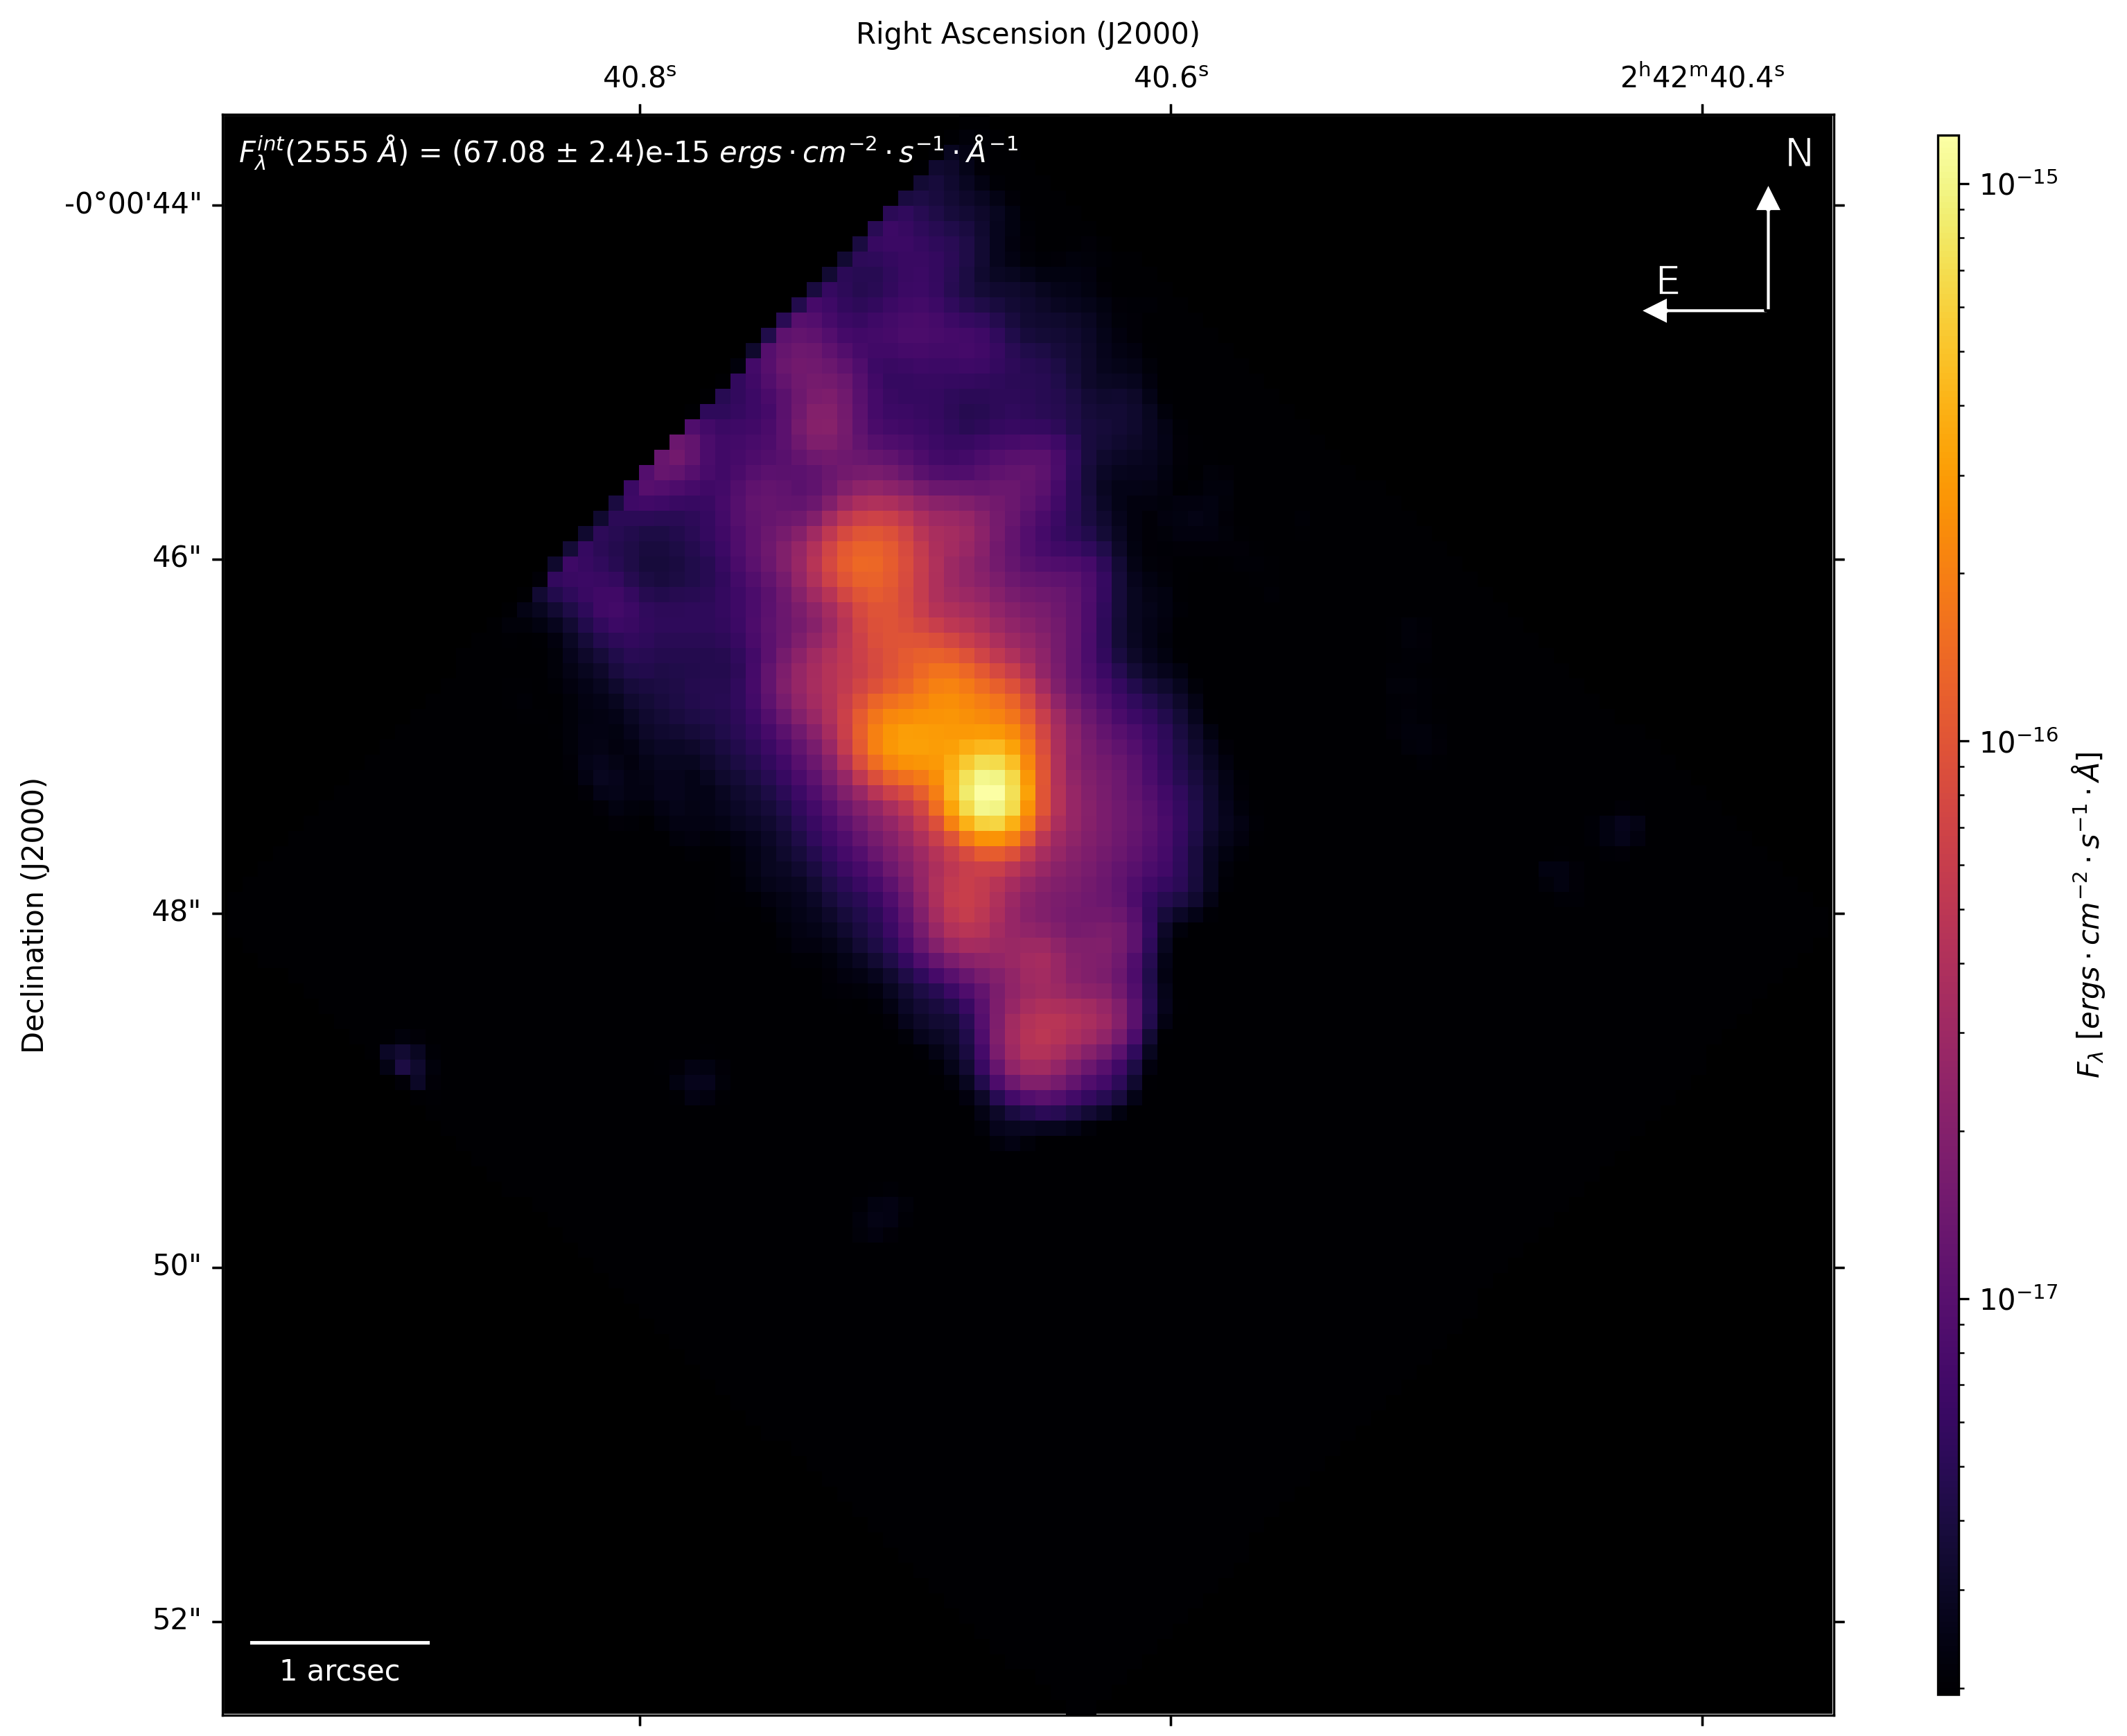 Right Ascension (J2000)
40.8ˢ 40.6ˢ 2ʰ42ᵐ40.4ˢ
F_λ^{int}(2555 Å) = (67.08 ± 2.4)e-15 ergs · cm⁻² · s⁻¹ · Å⁻¹
N
E
-0°00'44"
46"
48"
50"
52"
Declination (J2000)
1 arcsec
10⁻¹⁵
10⁻¹⁶
10⁻¹⁷
F_λ [ergs · cm⁻² · s⁻¹ · Å]